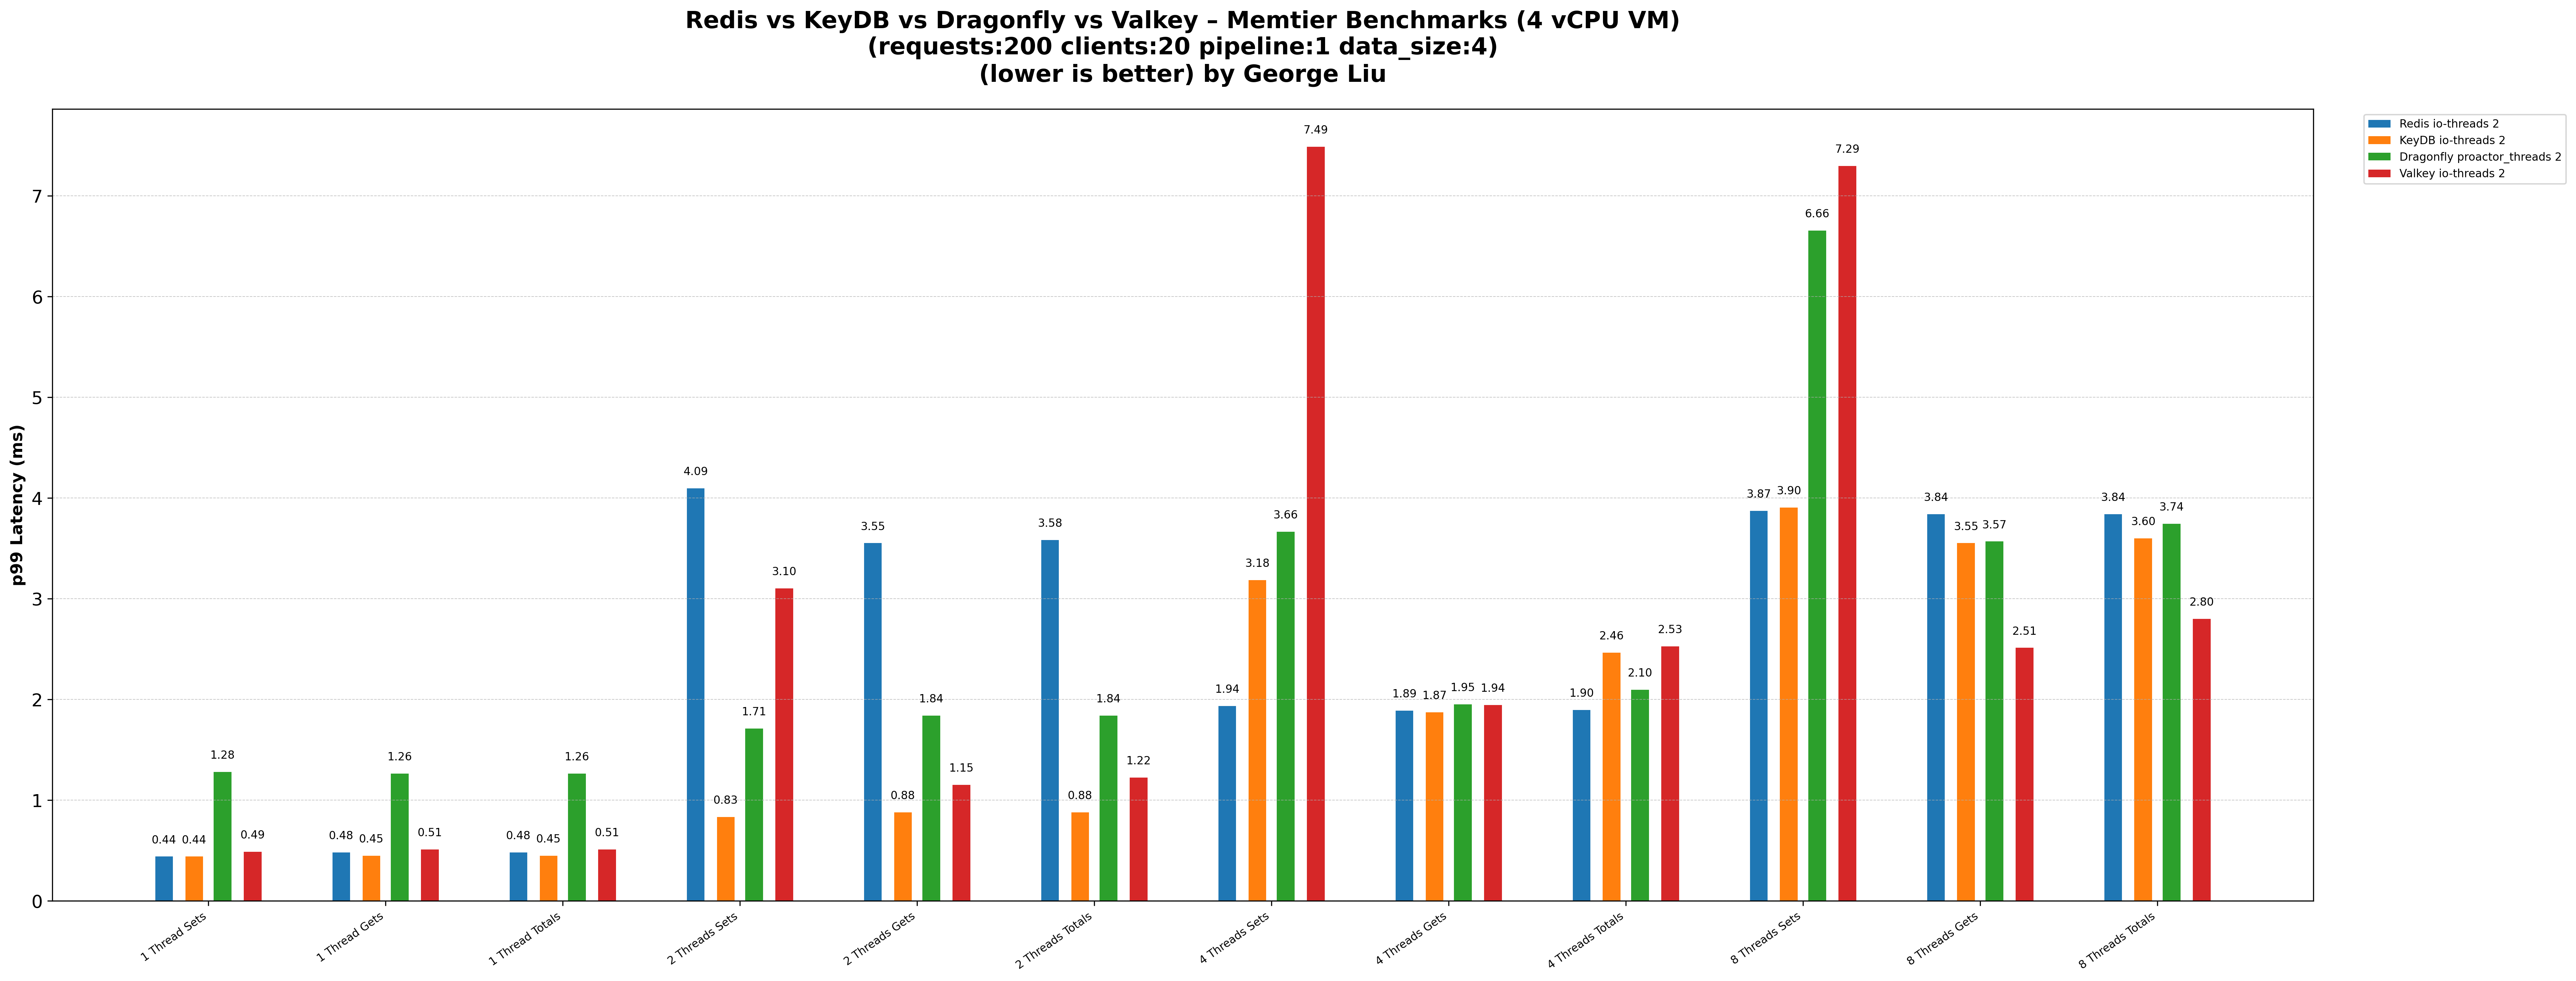 Redis vs KeyDB vs Dragonfly vs Valkey – Memtier Benchmarks (4 vCPU VM)
(requests:200 clients:20 pipeline:1 data_size:4)
(lower is better) by George Liu
Redis io-threads 2
KeyDB io-threads 2
Dragonfly proactor_threads 2
Valkey io-threads 2
p99 Latency (ms)
7
6
5
4
3
2
1
0
0.44 0.44 1.28 0.49
0.48 0.45 1.26 0.51
0.48 0.45 1.26 0.51
4.09 0.83 1.71 3.10
3.55 0.88 1.84 1.15
3.58 0.88 1.84 1.22
1.94 3.18 3.66 7.49
1.89 1.87 1.95 1.94
1.90 2.46 2.10 2.53
3.87 3.90 6.66 7.29
3.84 3.55 3.57 2.51
3.84 3.60 3.74 2.80
1 Thread Sets
1 Thread Gets
1 Thread Totals
2 Threads Sets
2 Threads Gets
2 Threads Totals
4 Threads Sets
4 Threads Gets
4 Threads Totals
8 Threads Sets
8 Threads Gets
8 Threads Totals